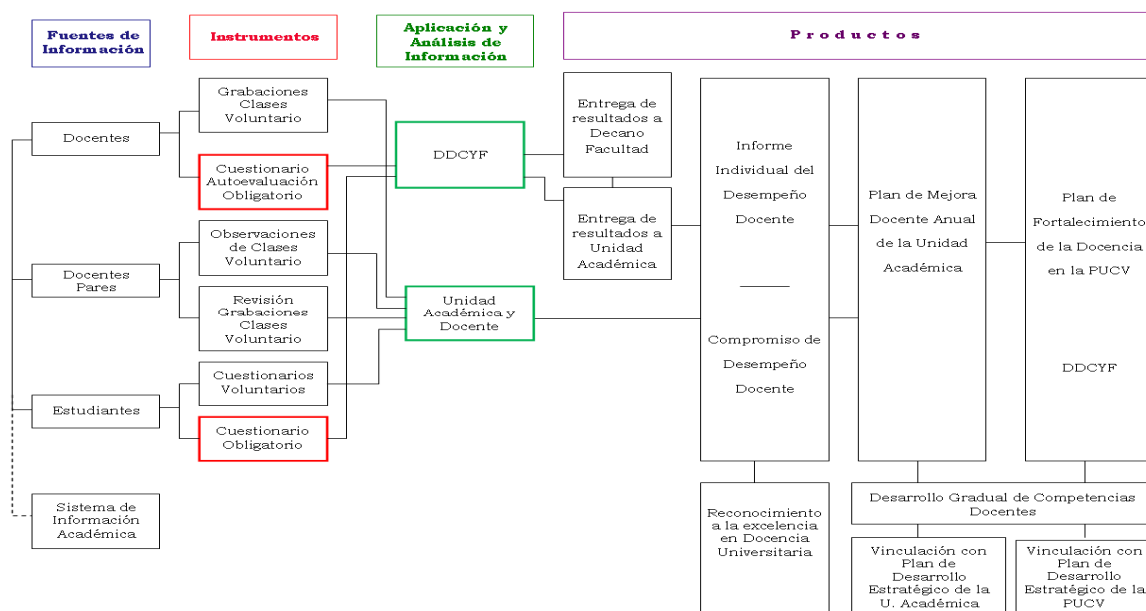 Fuentes de
Información
Instrumentos
Aplicación y
Análisis de
Información
Productos
Docentes
Grabaciones
Clases
Voluntario
Cuestionario
Autoevaluación
Obligatorio
Docentes
Pares
Observaciones
de Clases
Voluntario
Revisión
Grabaciones
Clases
Voluntario
Estudiantes
Cuestionarios
Voluntarios
Cuestionario
Obligatorio
Sistema de
Información
Académica
DDCYF
Unidad
Académica y
Docente
Entrega de
resultados a
Decano
Facultad
Entrega de
resultados a
Unidad
Académica
Informe
Individual del
Desempeño
Docente
Compromiso de
Desempeño
Docente
Plan de Mejora
Docente Anual
de la Unidad
Académica
Plan de
Fortalecimiento
de la Docencia
en la PUCV
DDCYF
Reconocimiento
a la excelencia
en Docencia
Universitaria
Desarrollo Gradual de Competencias
Docentes
Vinculación con
Plan de
Desarrollo
Estratégico de la
U. Académica
Vinculación con
Plan de
Desarrollo
Estratégico de la
PUCV